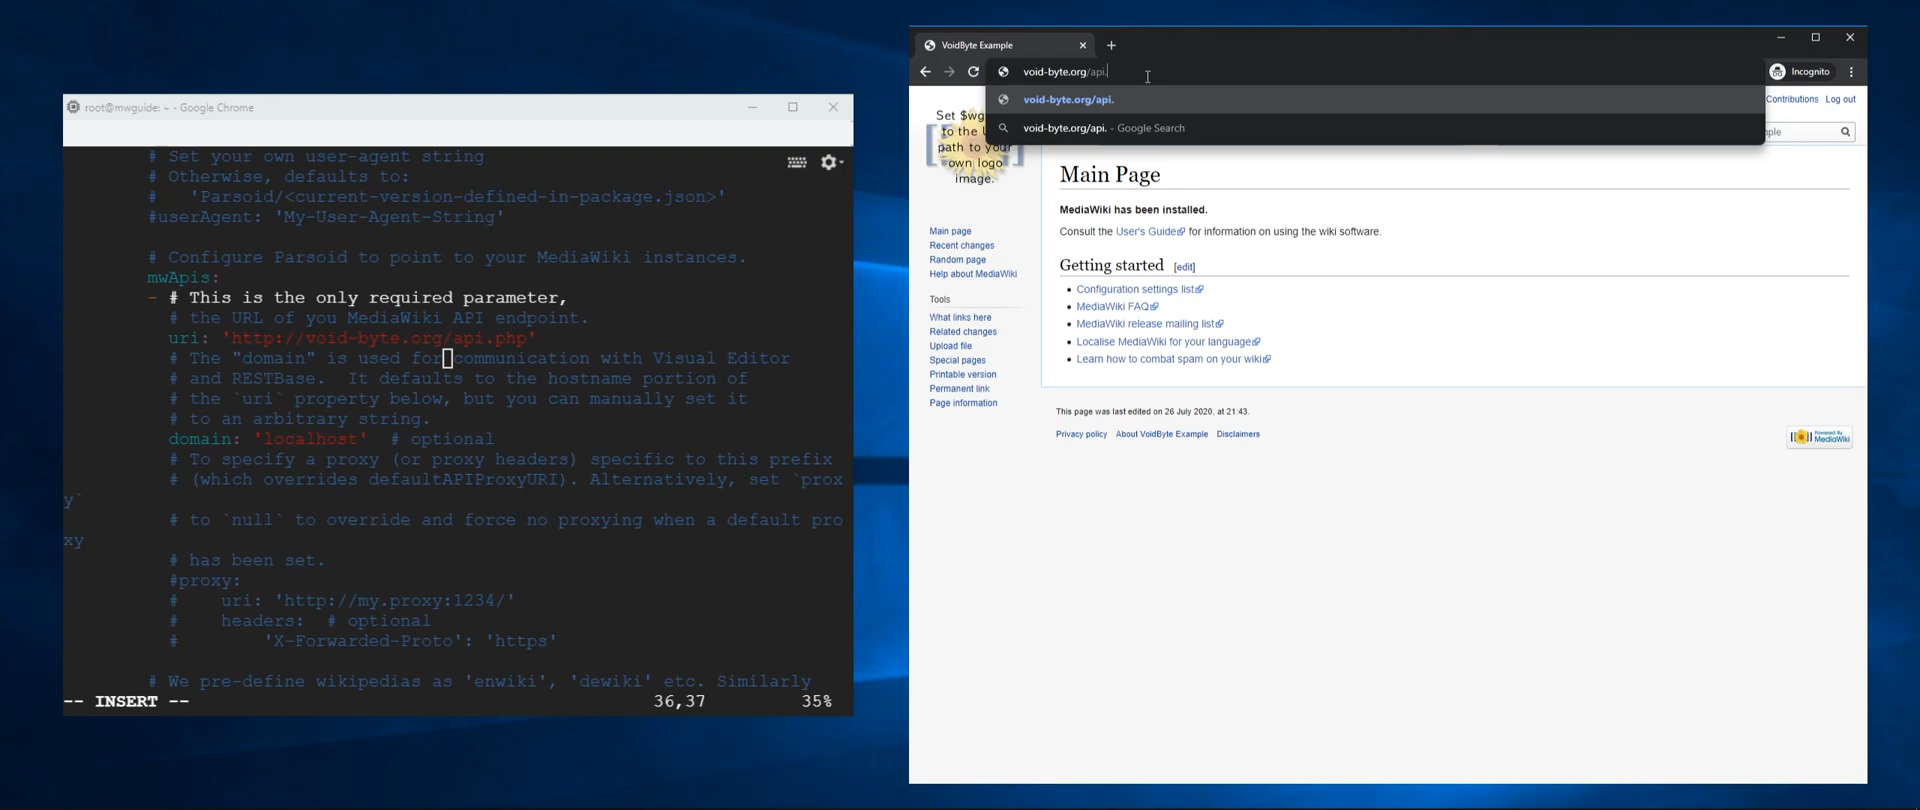 root@mwguide: ~ - Google Chrome
# Set your own user-agent string
# Otherwise, defaults to:
#   'Parsoid/<current-version-defined-in-package.json>'
#userAgent: 'My-User-Agent-String'
# Configure Parsoid to point to your MediaWiki instances.
mwApis:
- # This is the only required parameter,
# the URL of you MediaWiki API endpoint.
uri: 'http://void-byte.org/api.php'
# The "domain" is used for communication with Visual Editor
# and RESTBase.  It defaults to the hostname portion of
# the `uri` property below, but you can manually set it
# to an arbitrary string.
domain: 'localhost'  # optional
# To specify a proxy (or proxy headers) specific to this prefix
# (which overrides defaultAPIProxyURI). Alternatively, set `prox
y`
# to `null` to override and force no proxying when a default pro
xy
# has been set.
#proxy:
#    uri: 'http://my.proxy:1234/'
#    headers:  # optional
#        'X-Forwarded-Proto': 'https'
# We pre-define wikipedias as 'enwiki', 'dewiki' etc. Similarly
-- INSERT -- 36,37 35%
VoidByte Example
void-byte.org/api.
Incognito
void-byte.org/api.
void-byte.org/api. - Google Search
Contributions Log out
Set $wg
to the U
path to your
own logo
image.
Main page
Recent changes
Random page
Help about MediaWiki
Tools
What links here
Related changes
Upload file
Special pages
Printable version
Permanent link
Page information
Main Page
MediaWiki has been installed.
Consult the User's Guide for information on using the wiki software.
Getting started [edit]
Configuration settings list
MediaWiki FAQ
MediaWiki release mailing list
Localise MediaWiki for your language
Learn how to combat spam on your wiki
This page was last edited on 26 July 2020, at 21:43.
Privacy policy About VoidByte Example Disclaimers
Powered By
MediaWiki